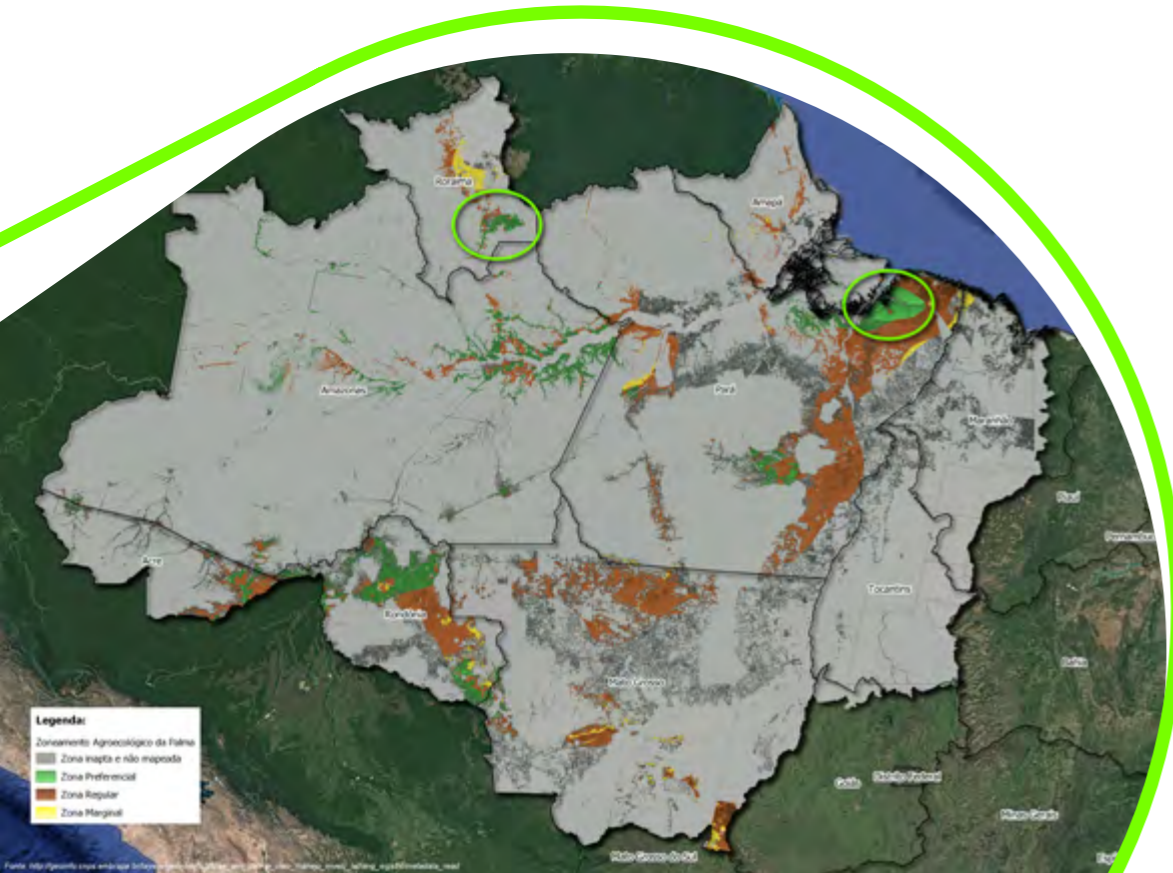 Roraima
Amapá
Amazonas
Pará
Maranhão
Piauí
Pernambuco
Acre
Rondônia
Tocantins
Bahia
Mato Grosso
Goiás
Distrito Federal
Minas Gerais
Mato Grosso do Sul
Legenda:
Zoneamento Agroecológico da Palma
Zona inapta e não mapeada
Zona Preferencial
Zona Regular
Zona Marginal